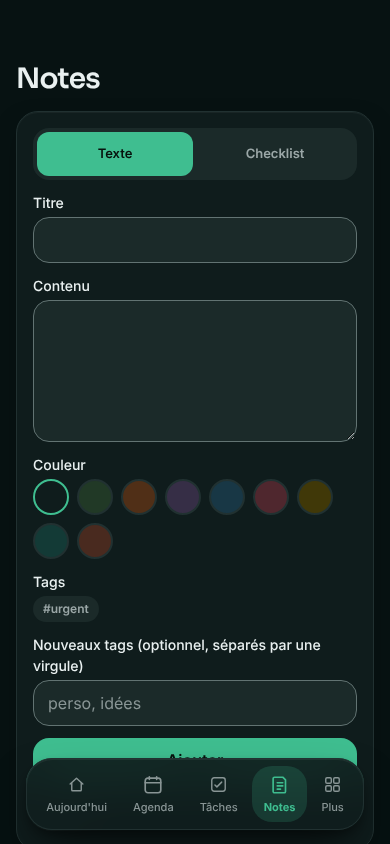 Notes
Texte
Checklist
Titre
Contenu
Couleur
Tags
#urgent
Nouveaux tags (optionnel, séparés par une
virgule)
perso, idées
Ajouter
Aujourd'hui
Agenda
Tâches
Notes
Plus